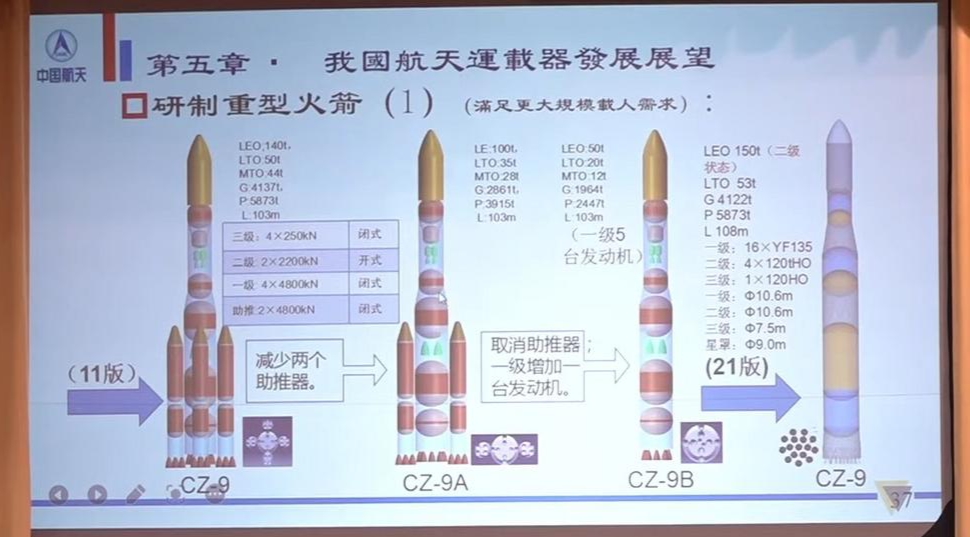 中国航天
第五章 · 我國航天運載器發展展望
研制重型火箭（1）（滿足更大規模載人需求）：
LEO;140t,
LTO:50t
MTO:44t
G:4137t,
P:5873t
L:103m
三级：4×250kN 闭式
二级:2×2200kN 开式
一级:4×4800kN 闭式
助推:2×4800kN 闭式
LE:100t,
LTO:35t
MTO:28t
G:2861t,
P:3915t
L:103m
LEO:50t
LTO:20t
MTO:12t
G:1964t
P:2447t
L:103m
（一级5
台发动机）
LEO 150t（二级
状态）
LTO 53t
G 4122t
P 5873t
L 108m
一级：16×YF135
二级：4×120tHO
三级：1×120HO
一级：Φ10.6m
二级：Φ10.6m
三级：Φ7.5m
星罩：Φ9.0m
（11版）
减少两个
助推器。
取消助推器；
一级增加一
台发动机。
(21版)
CZ-9
CZ-9A
CZ-9B
CZ-9
37